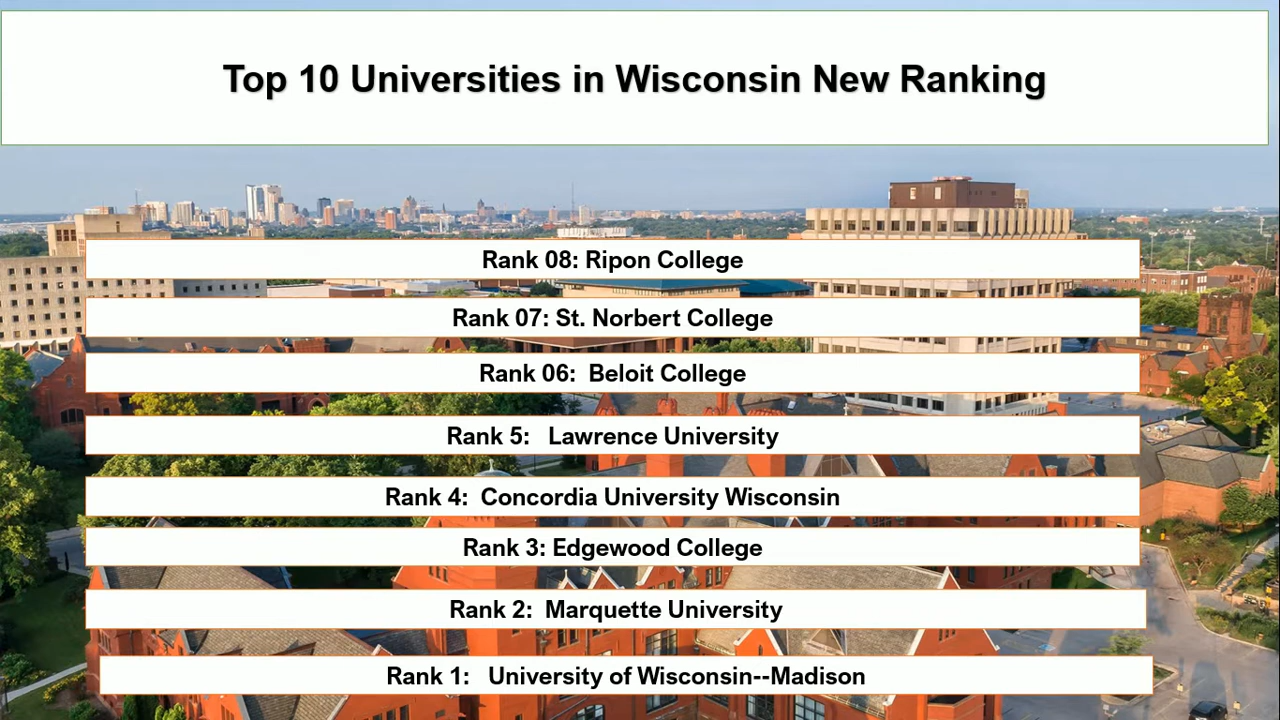 Top 10 Universities in Wisconsin New Ranking
Rank 08: Ripon College
Rank 07: St. Norbert College
Rank 06:  Beloit College
Rank 5:   Lawrence University
Rank 4:  Concordia University Wisconsin
Rank 3: Edgewood College
Rank 2:  Marquette University
Rank 1:   University of Wisconsin--Madison